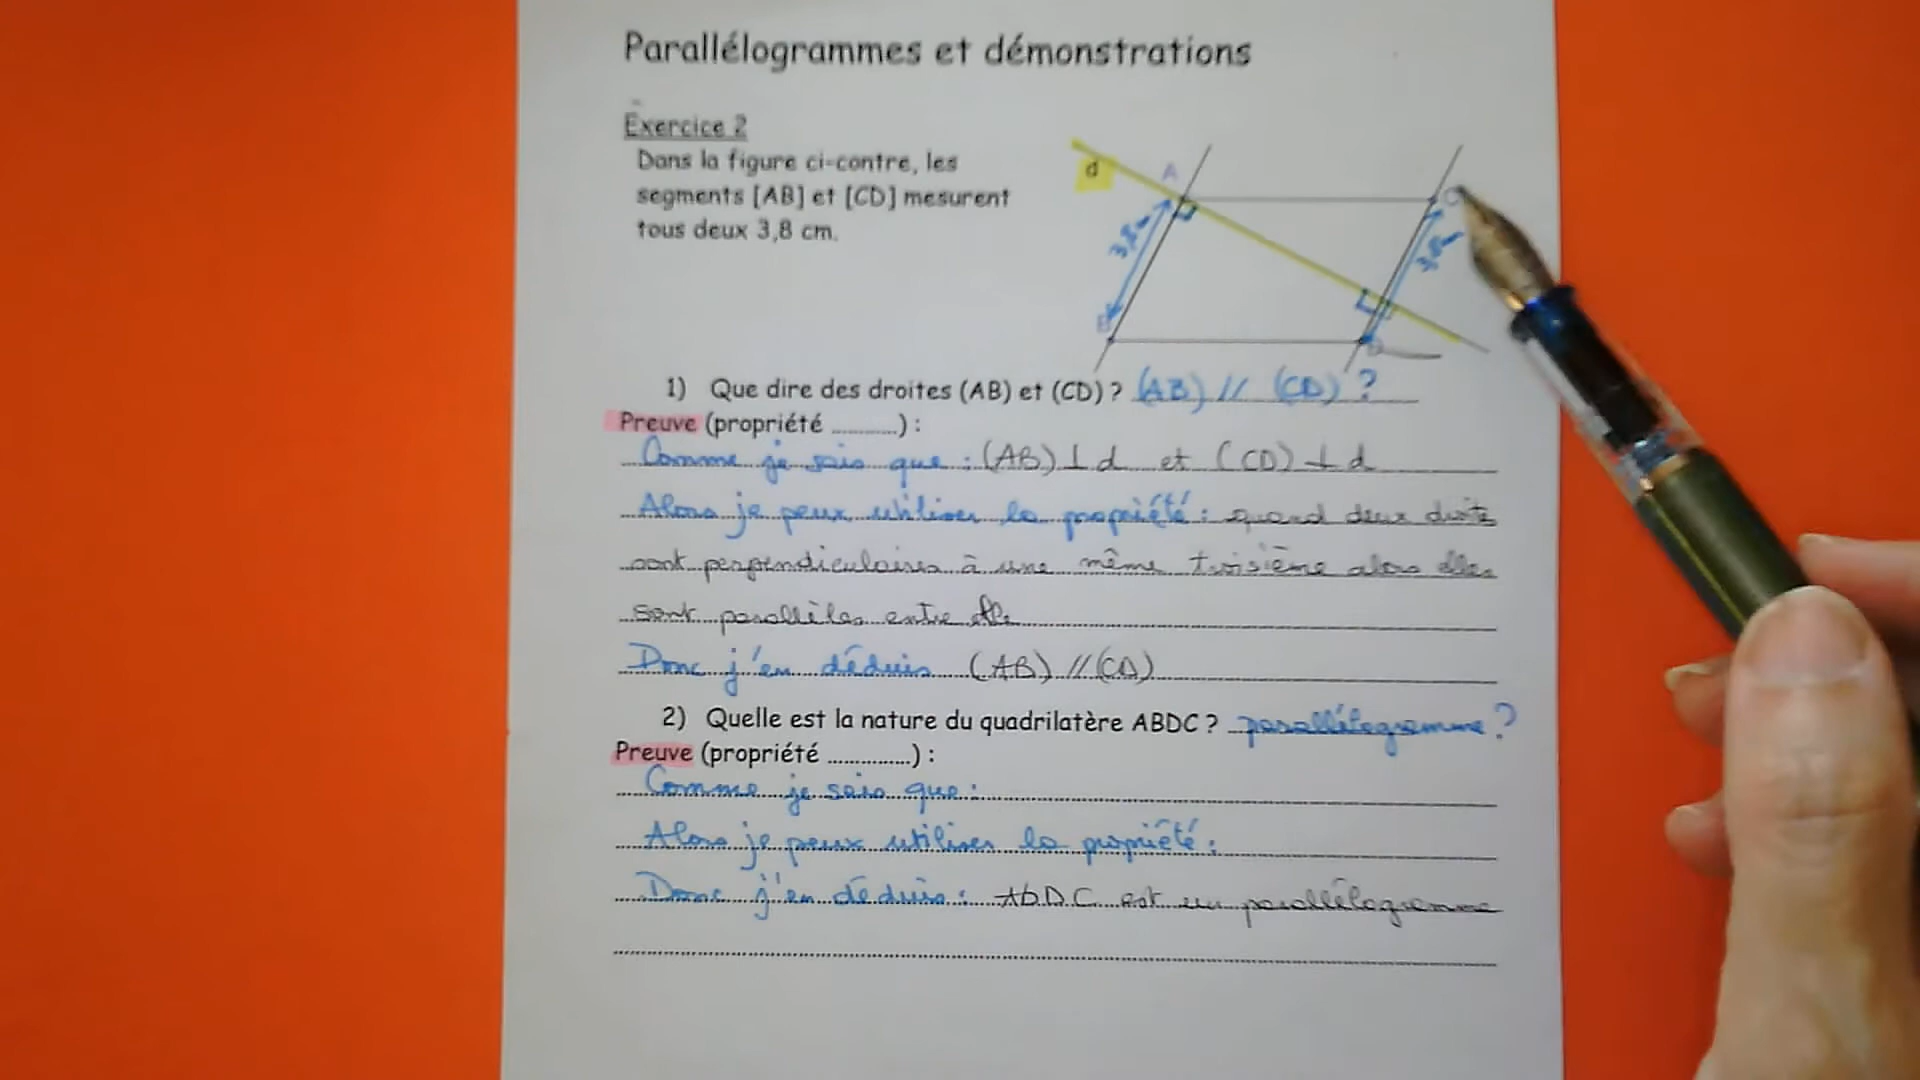 Parallélogrammes et démonstrations
Exercice 2
Dans la figure ci-contre, les
segments [AB] et [CD] mesurent
tous deux 3,8 cm.
d
A
C
3,8
3,8
B
D
1) Que dire des droites (AB) et (CD) ? (AB) // (CD) ?
Preuve (propriété ............) :
Comme je sais que : (AB) ⊥ d et (CD) ⊥ d
Alors je peux utiliser la propriété : quand deux droites
sont perpendiculaires à une même troisième alors elles
sont parallèles entre elles
Donc j'en déduis (AB) // (CD)
2) Quelle est la nature du quadrilatère ABDC ? parallélogramme ?
Preuve (propriété ...............) :
Comme je sais que :
Alors je peux utiliser la propriété :
Donc j'en déduis : AbDC est un parallélogramme